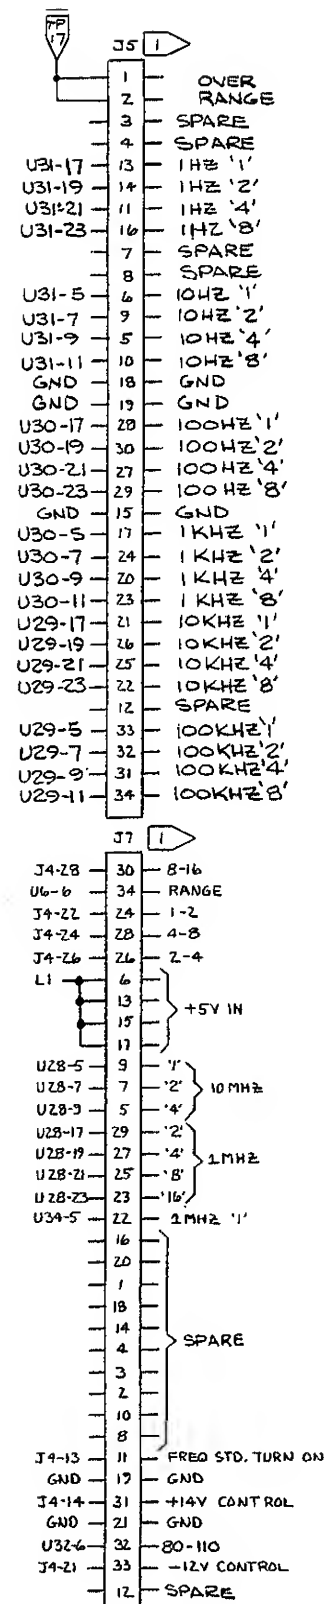 TP
17
J5 1
1 OVER
2 RANGE
3 SPARE
4 SPARE
U31-17 13 1HZ '1'
U31-19 14 1HZ '2'
U31-21 11 1HZ '4'
U31-23 16 1HZ '8'
7 SPARE
8 SPARE
U31-5 6 10HZ '1'
U31-7 9 10HZ '2'
U31-9 5 10HZ '4'
U31-11 10 10HZ '8'
GND 18 GND
GND 19 GND
U30-17 28 100HZ '1'
U30-19 30 100HZ '2'
U30-21 27 100HZ '4'
U30-23 29 100HZ '8'
GND 15 GND
U30-5 17 1KHZ '1'
U30-7 24 1KHZ '2'
U30-9 20 1KHZ '4'
U30-11 23 1KHZ '8'
U29-17 21 10KHZ '1'
U29-19 26 10KHZ '2'
U29-21 25 10KHZ '4'
U29-23 22 10KHZ '8'
12 SPARE
U29-5 33 100KHZ '1'
U29-7 32 100KHZ '2'
U29-9 31 100KHZ '4'
U29-11 34 100KHZ '8'
J7 1
J4-28 30 8-16
U6-6 34 RANGE
J4-22 24 1-2
J4-24 28 4-8
J4-26 26 2-4
L1 6
13
15 +5V IN
17
U28-5 9 '1'
U28-7 7 '2' 10 MHZ
U28-9 5 '4'
U28-17 29 '2'
U28-19 27 '4' 1MHZ
U28-21 25 '8'
U28-23 23 '16'
U34-5 22 1MHZ '1'
16
20
1
18
14
4 SPARE
3
2
10
8
J4-13 11 FREQ STD. TURN ON
GND 19 GND
J4-14 31 +14V CONTROL
GND 21 GND
U32-6 32 80-110
J4-21 33 -12V CONTROL
12 SPARE